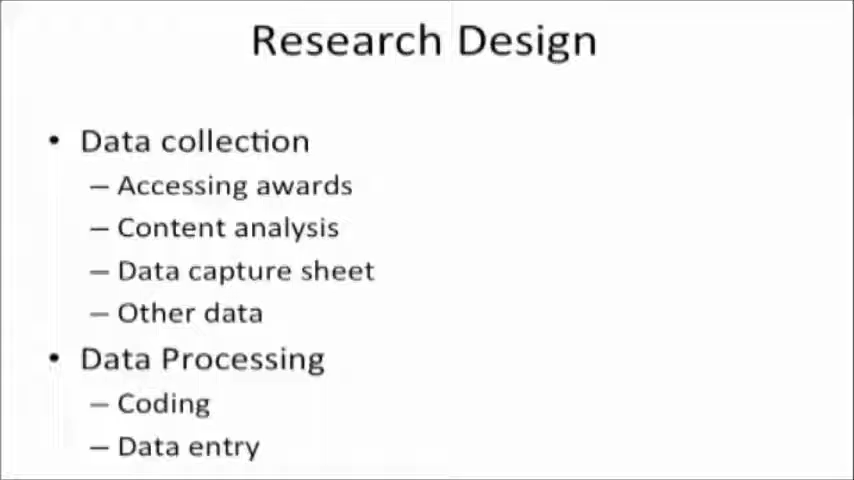 Research Design
• Data collection
– Accessing awards
– Content analysis
– Data capture sheet
– Other data
• Data Processing
– Coding
– Data entry